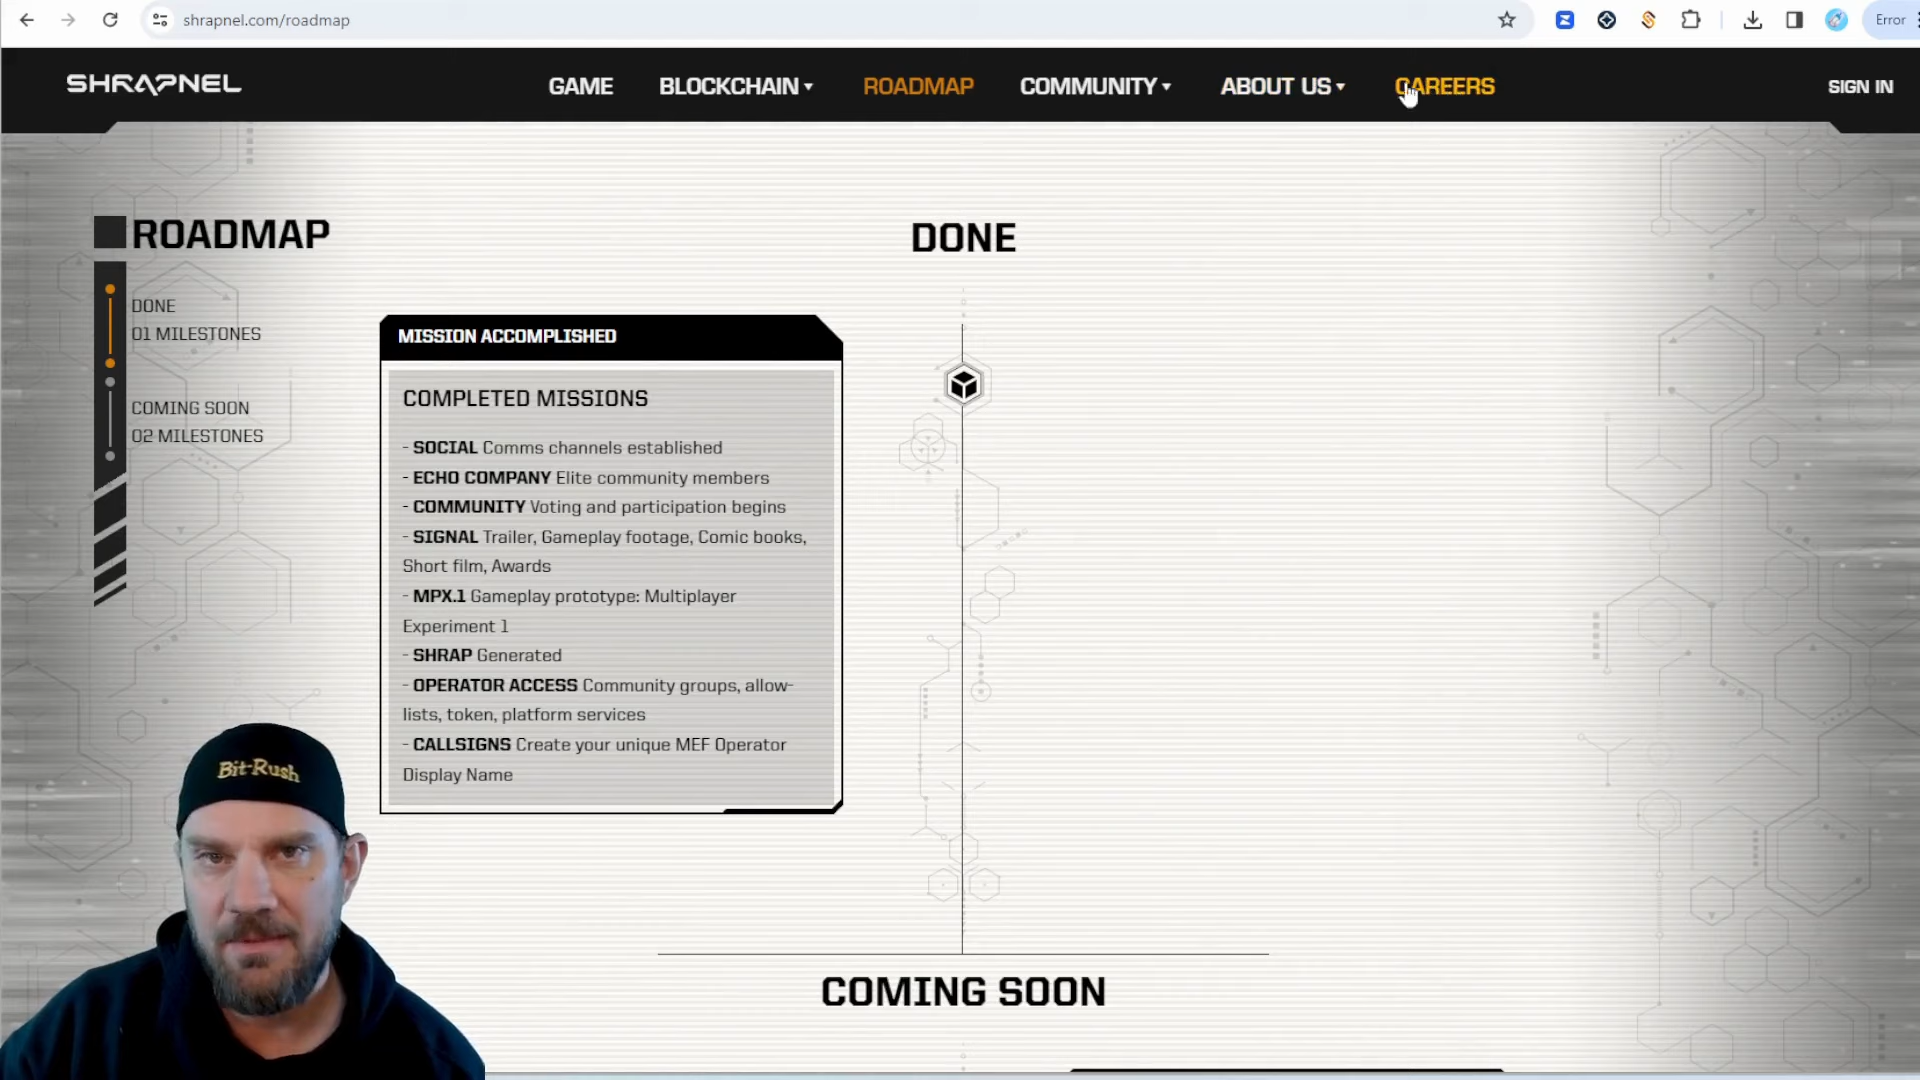 shrapnel.com/roadmap
Error
SHRAPNEL
GAME
BLOCKCHAIN
ROADMAP
COMMUNITY
ABOUT US
CAREERS
SIGN IN
ROADMAP
DONE
01 MILESTONES
COMING SOON
02 MILESTONES
DONE
MISSION ACCOMPLISHED
COMPLETED MISSIONS
- SOCIAL Comms channels established
- ECHO COMPANY Elite community members
- COMMUNITY Voting and participation begins
- SIGNAL Trailer, Gameplay footage, Comic books,
Short film, Awards
- MPX.1 Gameplay prototype: Multiplayer
Experiment 1
- SHRAP Generated
- OPERATOR ACCESS Community groups, allow-
lists, token, platform services
- CALLSIGNS Create your unique MEF Operator
Display Name
COMING SOON
Bit-Rush